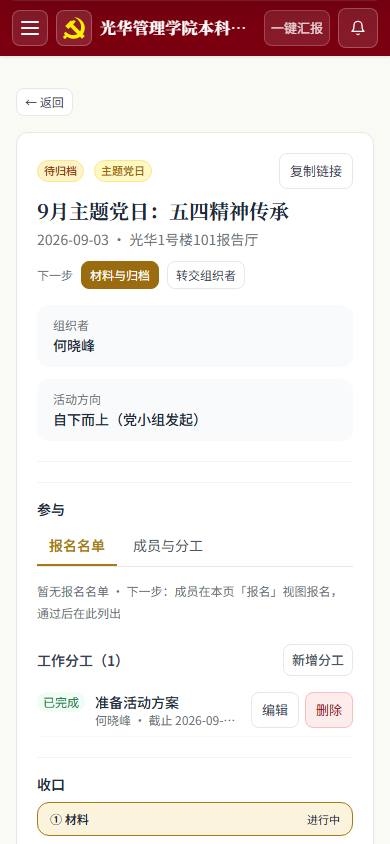 光华管理学院本科…
一键汇报
← 返回
待归档
主题党日
复制链接
9月主题党日：五四精神传承
2026-09-03 · 光华1号楼101报告厅
下一步
材料与归档
转交组织者
组织者
何晓峰
活动方向
自下而上（党小组发起）
参与
报名名单
成员与分工
暂无报名名单 · 下一步：成员在本页「报名」视图报名，
通过后在此列出
工作分工（1）
新增分工
已完成
准备活动方案
何晓峰 · 截止 2026-09-…
编辑
删除
收口
① 材料
进行中